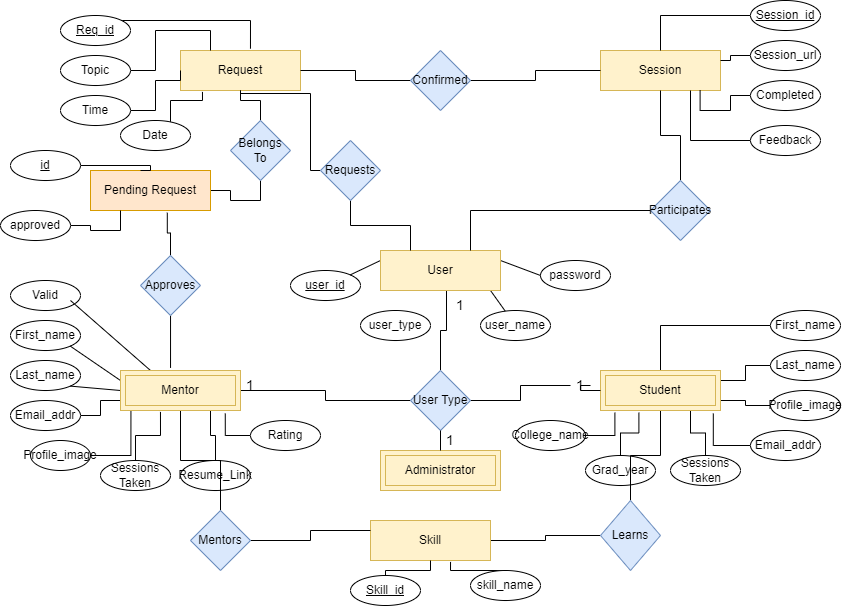 Req_id
Session_id
Session_url
Topic
Request
Confirmed
Session
Time
Completed
Date
Belongs
To
Feedback
id
Requests
Pending Request
approved
Participates
User
password
Approves
user_id
Valid
1
user_type
user_name
First_name
First_name
Last_name
Last_name
Mentor
1
User Type
1
Student
Email_addr
Profile_image
Rating
College_name
1
Email_addr
Profile_image
Sessions
Taken
Resume_Link
Administrator
Grad_year
Sessions
Taken
Mentors
Skill
Learns
Skill_id
skill_name